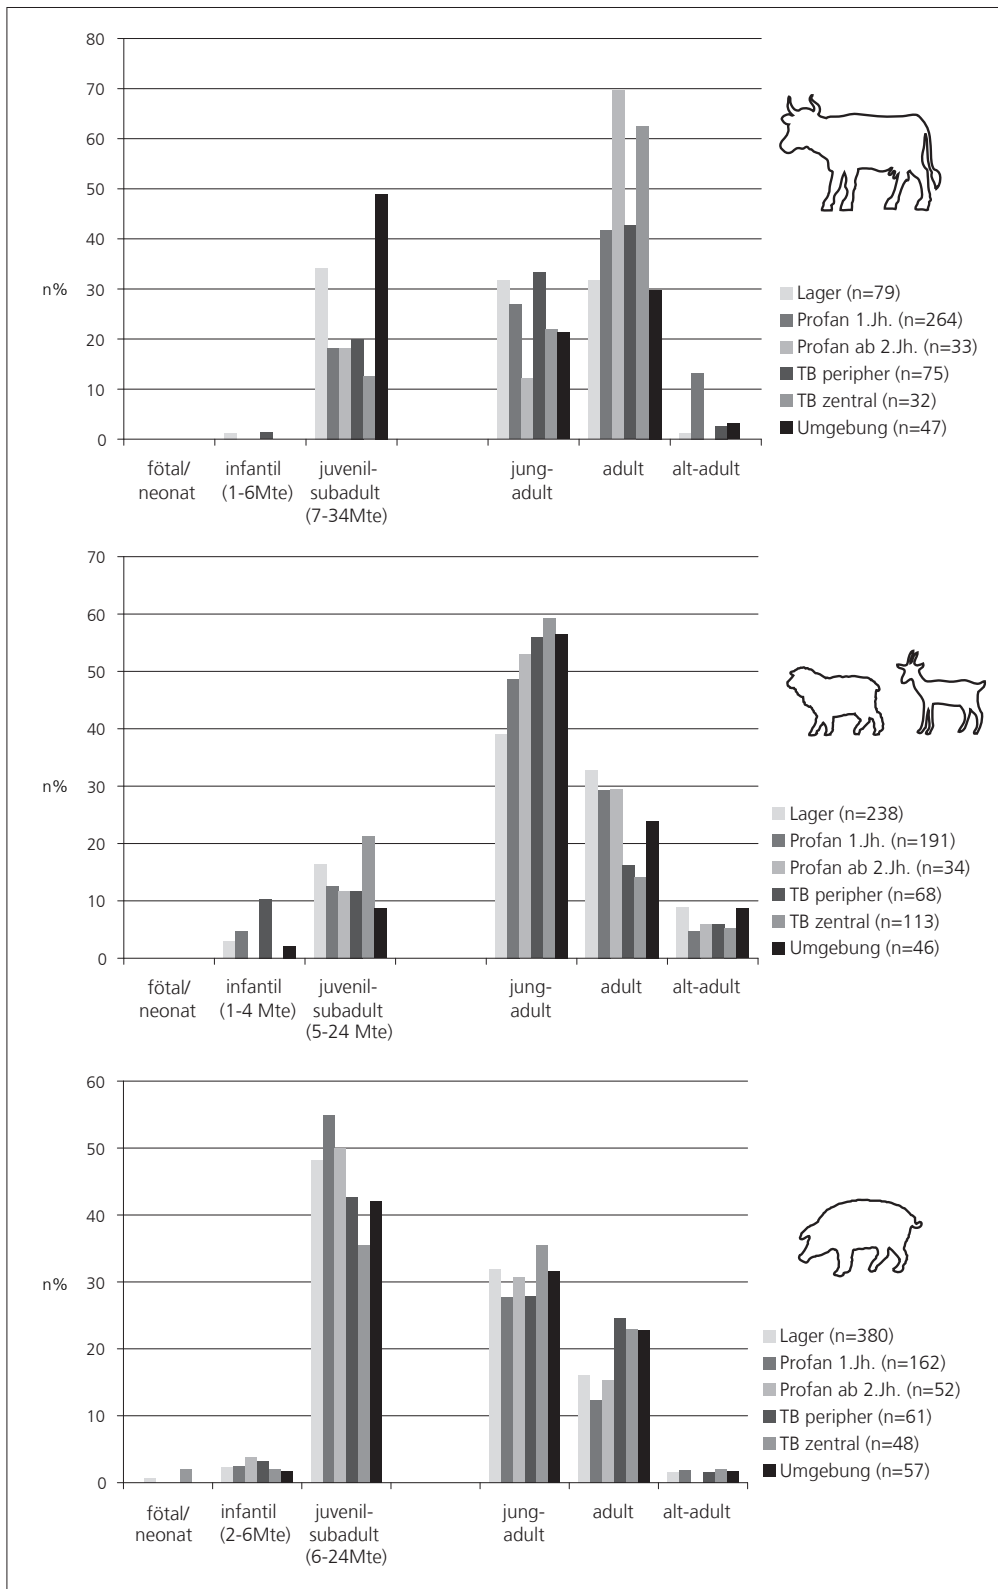 80
70
60
50
40
n%
30
20
10
0
fötal/
neonat
infantil
(1-6Mte)
juvenil-
subadult
(7-34Mte)
jung-
adult
adult
alt-adult
Lager (n=79)
Profan 1.Jh. (n=264)
Profan ab 2.Jh. (n=33)
TB peripher (n=75)
TB zentral (n=32)
Umgebung (n=47)
70
60
50
40
n%
30
20
10
0
fötal/
neonat
infantil
(1-4 Mte)
juvenil-
subadult
(5-24 Mte)
jung-
adult
adult
alt-adult
Lager (n=238)
Profan 1.Jh. (n=191)
Profan ab 2.Jh. (n=34)
TB peripher (n=68)
TB zentral (n=113)
Umgebung (n=46)
60
50
40
n%
30
20
10
0
fötal/
neonat
infantil
(2-6Mte)
juvenil-
subadult
(6-24Mte)
jung-
adult
adult
alt-adult
Lager (n=380)
Profan 1.Jh. (n=162)
Profan ab 2.Jh. (n=52)
TB peripher (n=61)
TB zentral (n=48)
Umgebung (n=57)